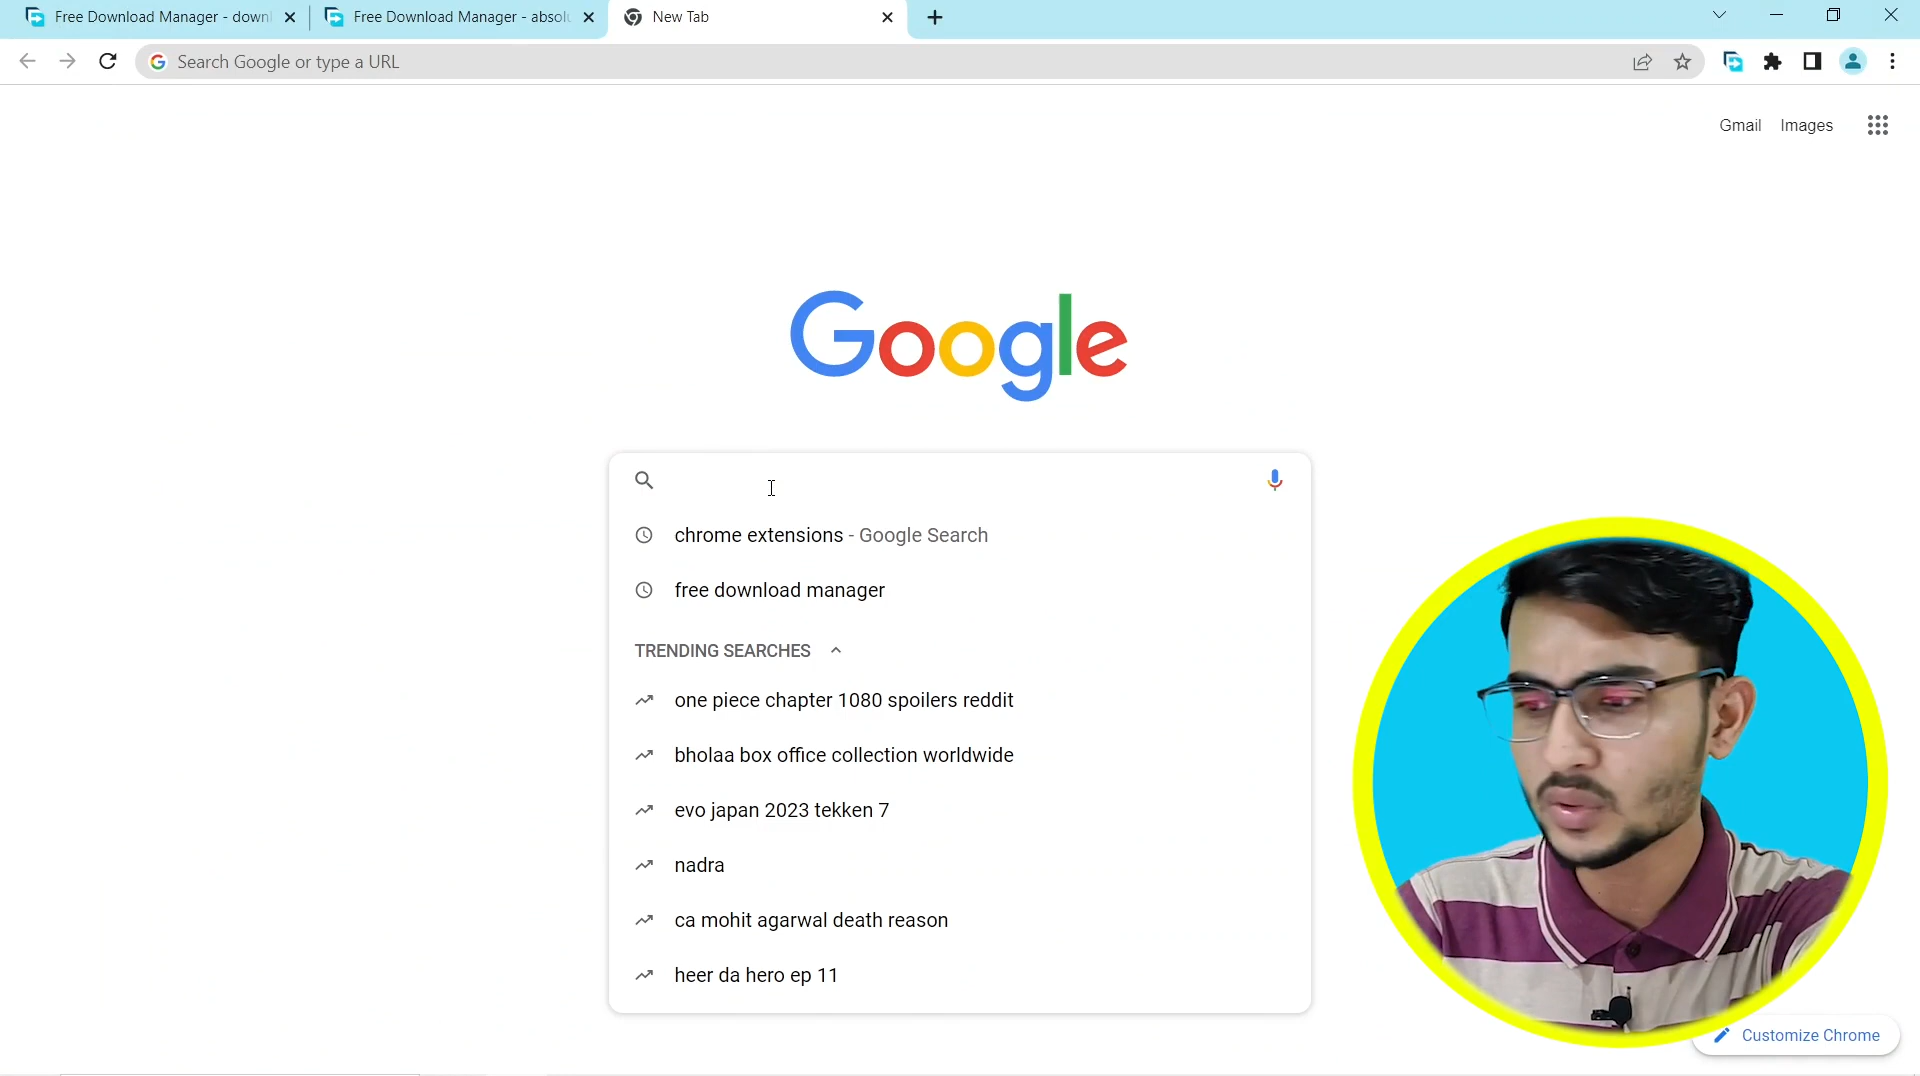 Free Download Manager - down
Free Download Manager - absolu
New Tab
Search Google or type a URL
Gmail
Images
Google
chrome extensions - Google Search
free download manager
TRENDING SEARCHES
one piece chapter 1080 spoilers reddit
bholaa box office collection worldwide
evo japan 2023 tekken 7
nadra
ca mohit agarwal death reason
heer da hero ep 11
Customize Chrome